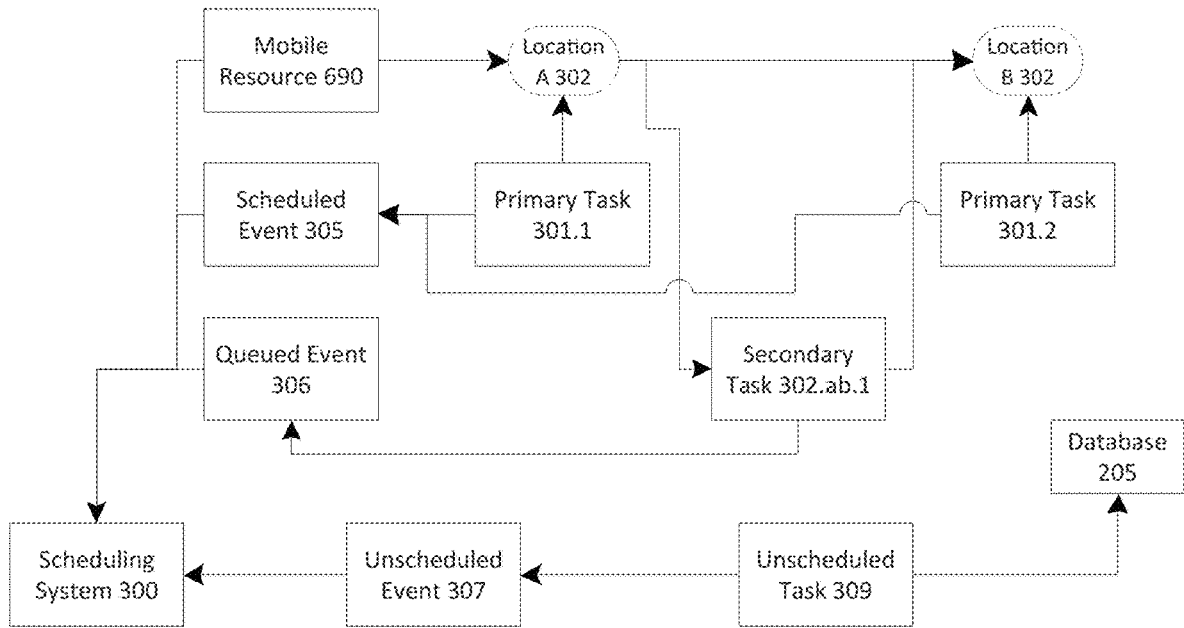 Mobile
Resource 690
Location
A 302
Location
B 302
Scheduled
Event 305
Primary Task
301.1
Primary Task
301.2
Queued Event
306
Secondary
Task 302.ab.1
Database
205
Scheduling
System 300
Unscheduled
Event 307
Unscheduled
Task 309